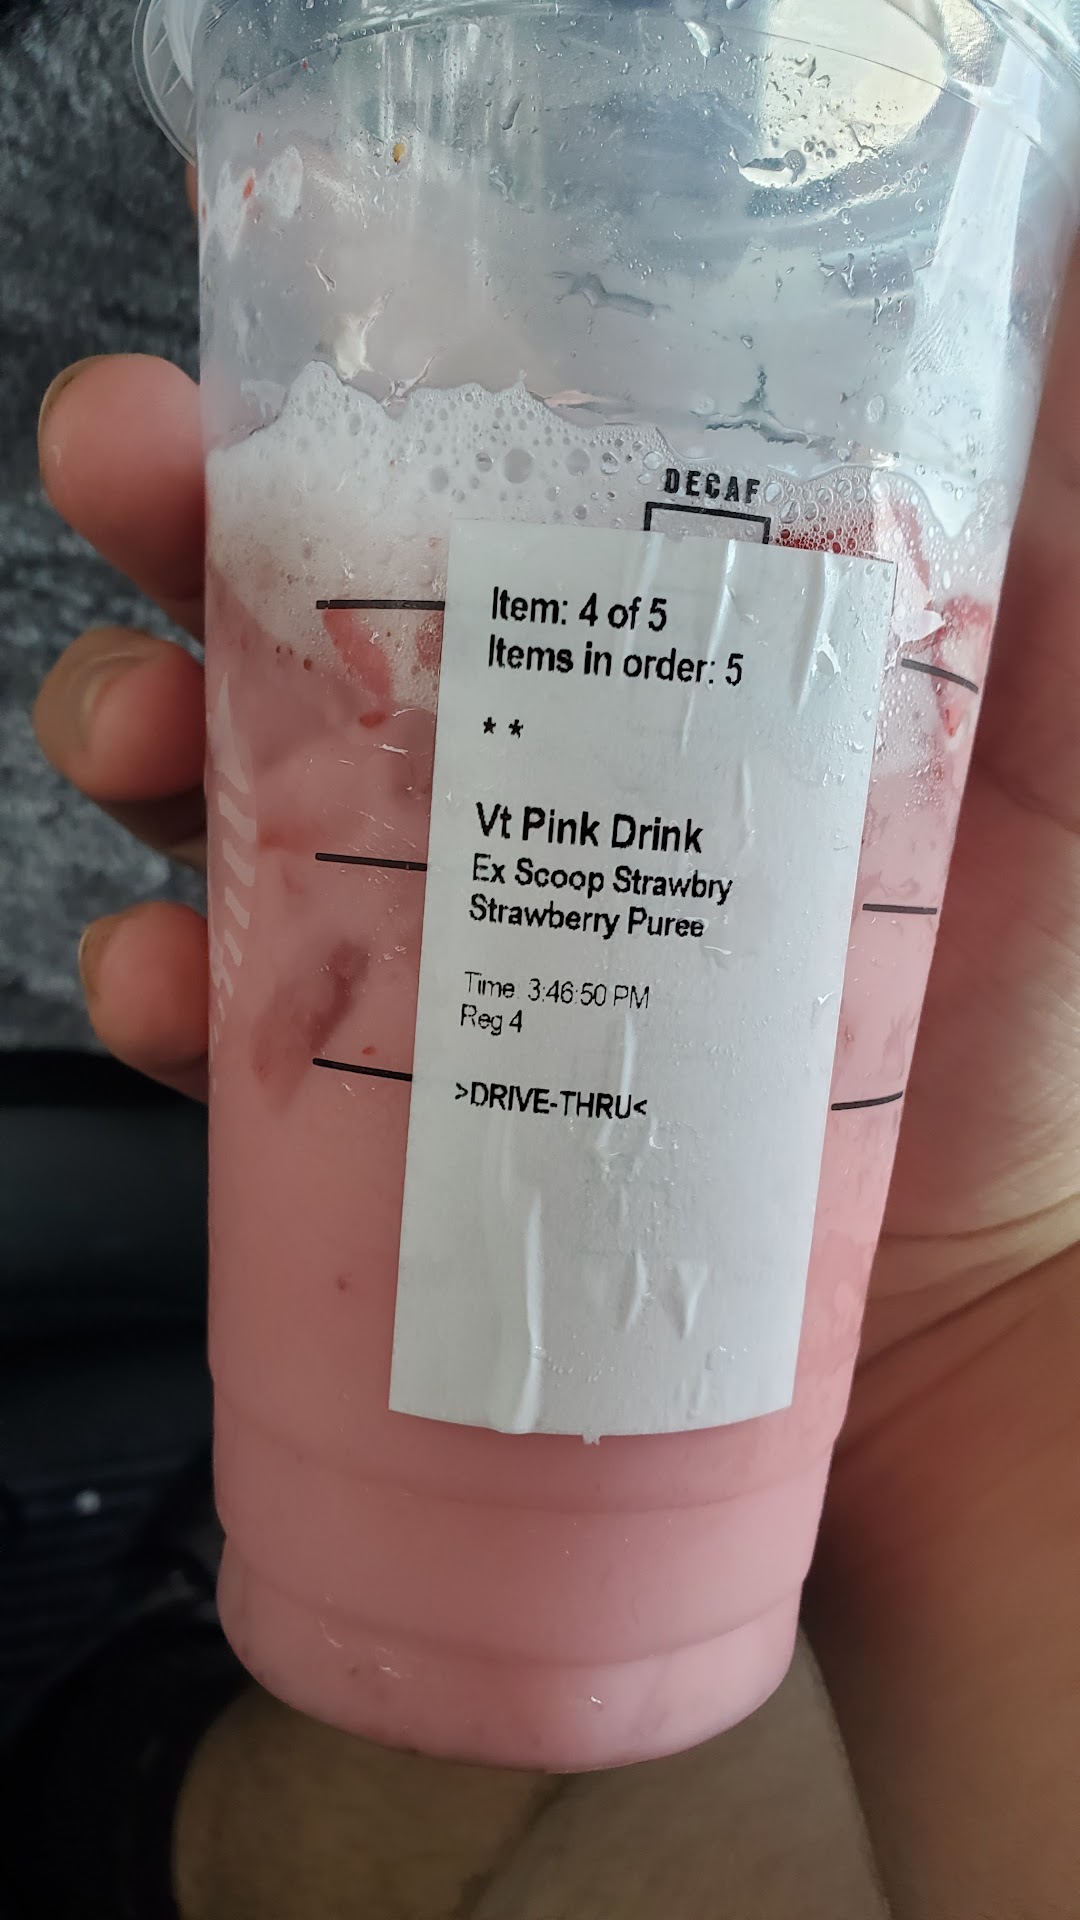 DECAF
Item: 4 of 5
Items in order: 5
* *
Vt Pink Drink
Ex Scoop Strawbry
Strawberry Puree
Time: 3:46:50 PM
Reg 4
>DRIVE-THRU<